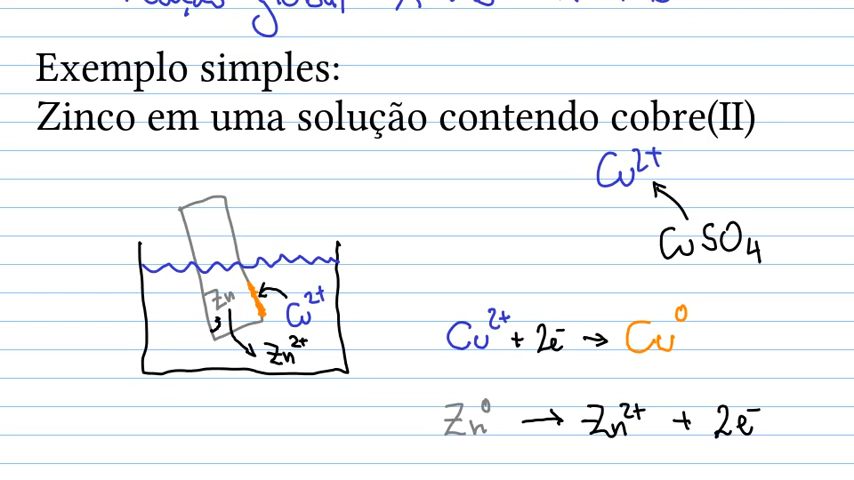 global
Exemplo simples:
Zinco em uma solução contendo cobre(II)
Cu²⁺
CuSO₄
Zn
Cu²⁺
Zn²⁺
Cu²⁺ + 2e⁻ → Cu⁰
Zn⁰ → Zn²⁺ + 2e⁻